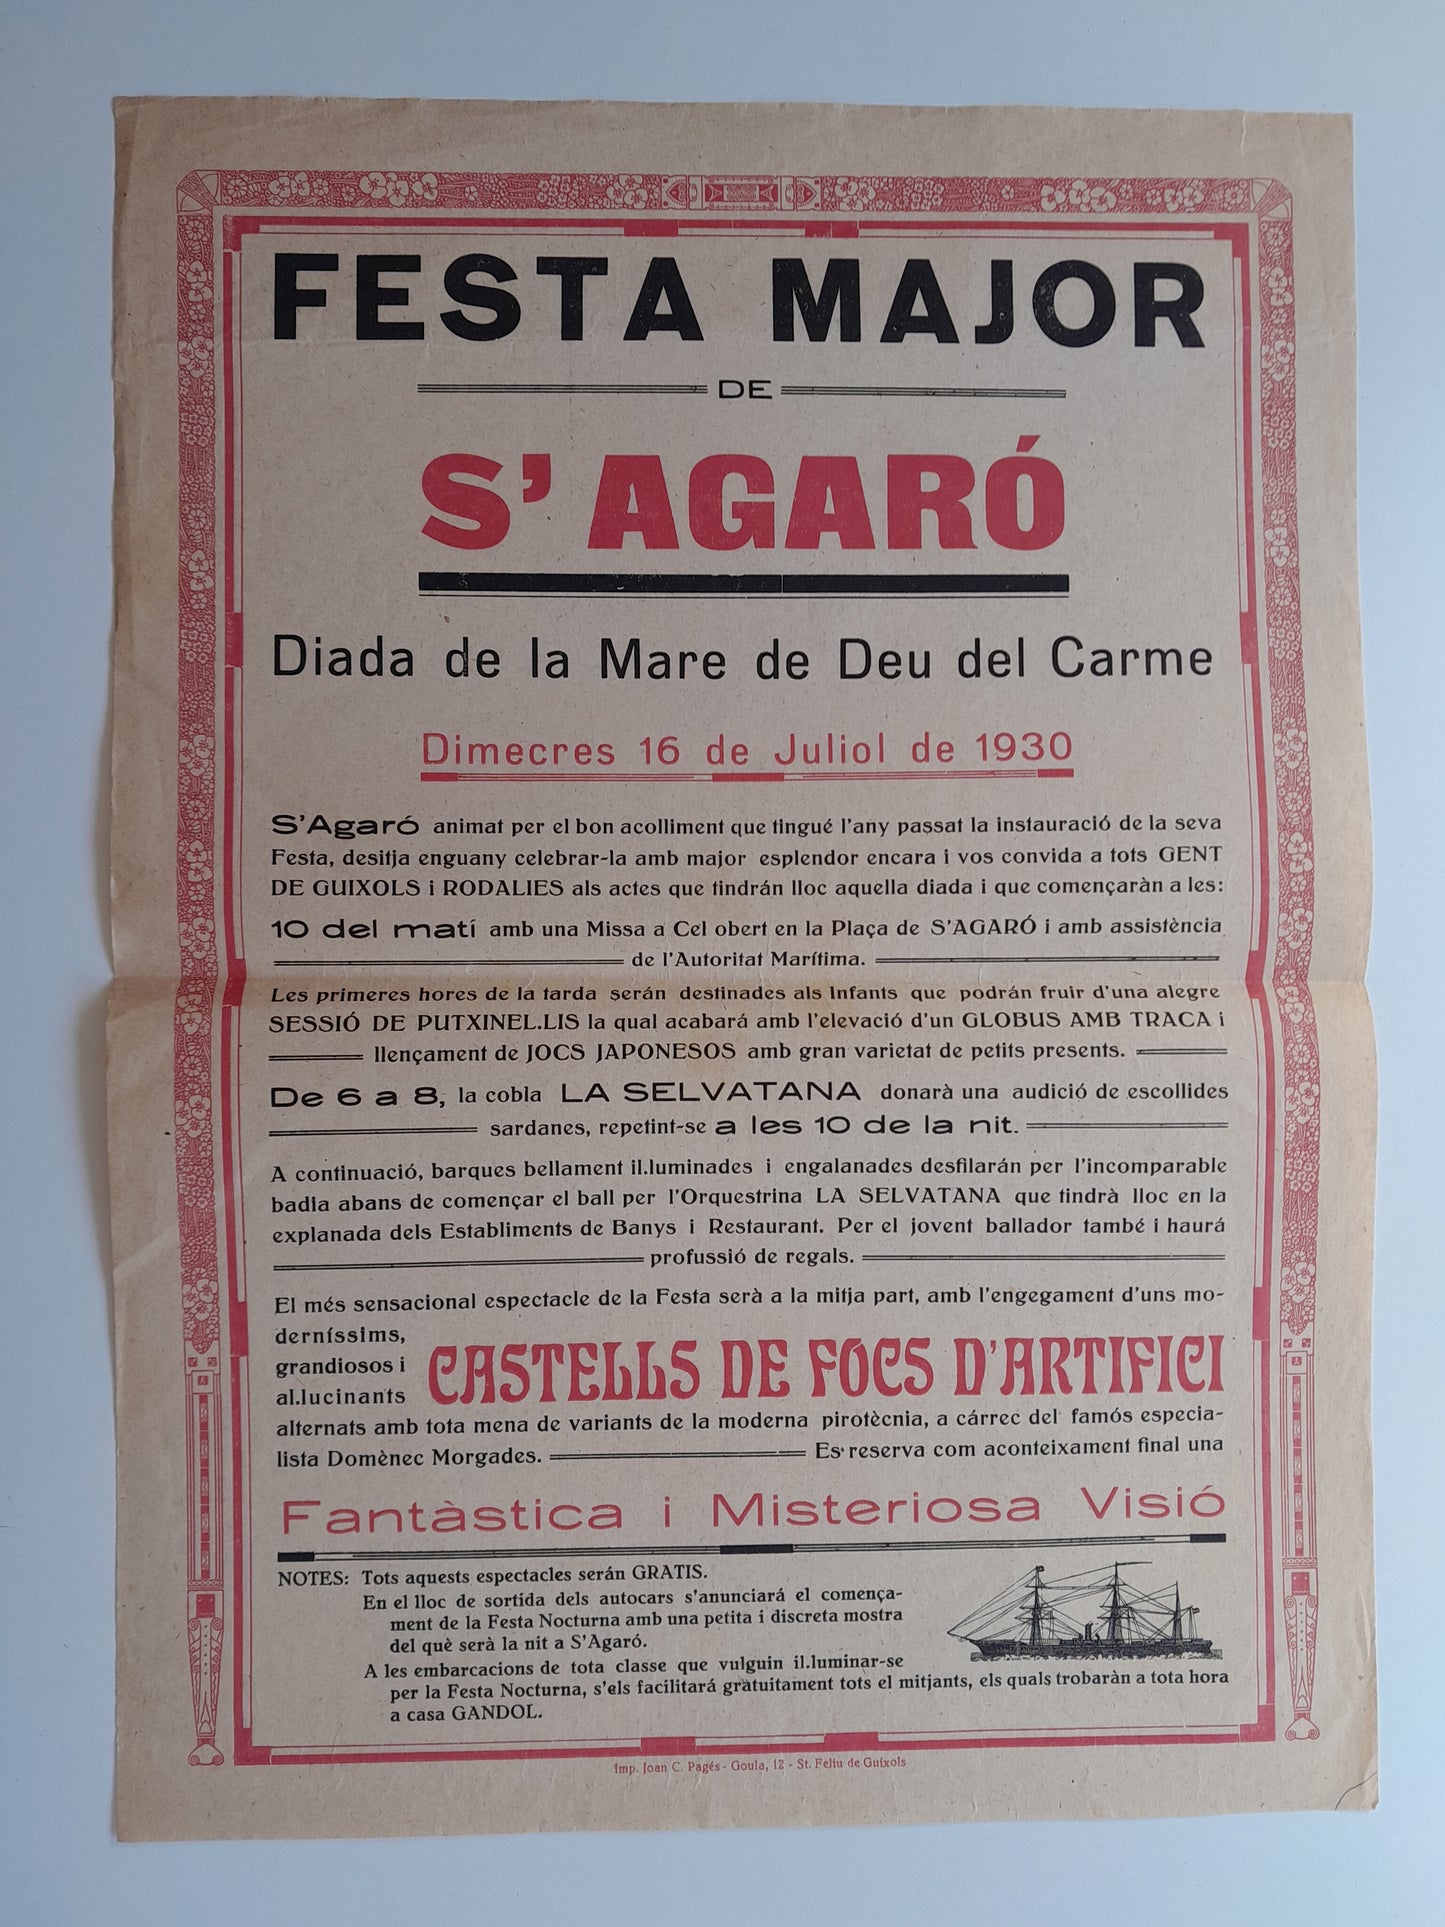 FESTA MAJOR
DE
S'AGARÓ
Diada de la Mare de Deu del Carme
Dimecres 16 de Juliol de 1930
S'Agaró animat per el bon acolliment que tingué l'any passat la instauració de la seva
Festa, desitja enguany celebrar-la amb major esplendor encara i vos convida a tots GENT
DE GUIXOLS i RODALIES als actes que tindrán lloc aquella diada i que començaràn a les:
10 del matí amb una Missa a Cel obert en la Plaça de S'AGARÓ i amb assistència
de l'Autoritat Marítima.
Les primeres hores de la tarda serán destinades als Infants que podrán fruir d'una alegre
SESSIÓ DE PUTXINEL.LIS la qual acabará amb l'elevació d'un GLOBUS AMB TRACA i
llençament de JOCS JAPONESOS amb gran varietat de petits presents.
De 6 a 8, la cobla LA SELVATANA donarà una audició de escollides
sardanes, repetint-se a les 10 de la nit.
A continuació, barques bellament il.luminades i engalanades desfilarán per l'incomparable
badia abans de començar el ball per l'Orquestrina LA SELVATANA que tindrà lloc en la
explanada dels Establiments de Banys i Restaurant. Per el jovent ballador també i haurá
profussió de regals.
El més sensacional espectacle de la Festa serà a la mitja part, amb l'engegament d'uns mo-
derníssims,
grandiosos i
al.lucinants CASTELLS DE FOCS D'ARTIFICI
alternats amb tota mena de variants de la moderna pirotècnia, a cárrec del famós especia-
lista Domènec Morgades. Es reserva com aconteixament final una
Fantàstica i Misteriosa Visió
NOTES: Tots aquests espectacles serán GRATIS.
En el lloc de sortida dels autocars s'anunciará el comença-
ment de la Festa Nocturna amb una petita i discreta mostra
del què serà la nit a S'Agaró.
A les embarcacions de tota classe que vulguin il.luminar-se
per la Festa Nocturna, s'els facilitará gratuitament tots el mitjants, els quals trobaràn a tota hora
a casa GANDOL.
Imp. Joan C. Pagés - Goula, 12 - St. Feliu de Guíxols